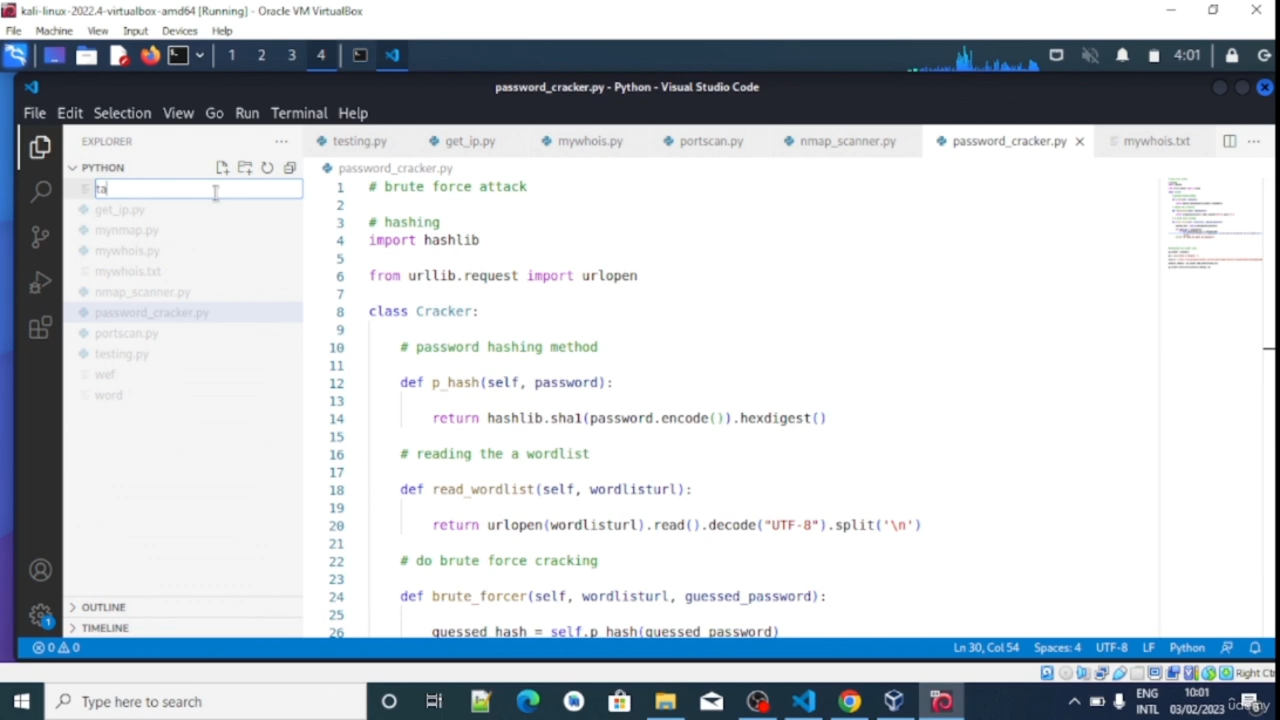 kali-linux-2022.4-virtualbox-amd64 [Running] - Oracle VM VirtualBox
File Machine View Input Devices Help
1 2 3 4 4:01
password_cracker.py - Python - Visual Studio Code
File Edit Selection View Go Run Terminal Help
EXPLORER
testing.py get_ip.py mywhois.py portscan.py nmap_scanner.py password_cracker.py mywhois.txt
PYTHON
ta
get_ip.py
mynmap.py
mywhois.py
mywhois.txt
nmap_scanner.py
password_cracker.py
portscan.py
testing.py
wef
word
OUTLINE
TIMELINE
1
password_cracker.py
1 # brute force attack
2
3 # hashing
4 import hashlib
5
6 from urllib.request import urlopen
7
8 class Cracker:
9
10 # password hashing method
11
12 def p_hash(self, password):
13
14 return hashlib.sha1(password.encode()).hexdigest()
15
16 # reading the a wordlist
17
18 def read_wordlist(self, wordlisturl):
19
20 return urlopen(wordlisturl).read().decode("UTF-8").split('\n')
21
22 # do brute force cracking
23
24 def brute_forcer(self, wordlisturl, guessed_password):
25
26 guessed_hash = self.p_hash(guessed_password)
0 0 Ln 30, Col 54 Spaces: 4 UTF-8 LF Python
Right Ct
Type here to search
ENG
INTL
10:01
03/02/2023
udemy